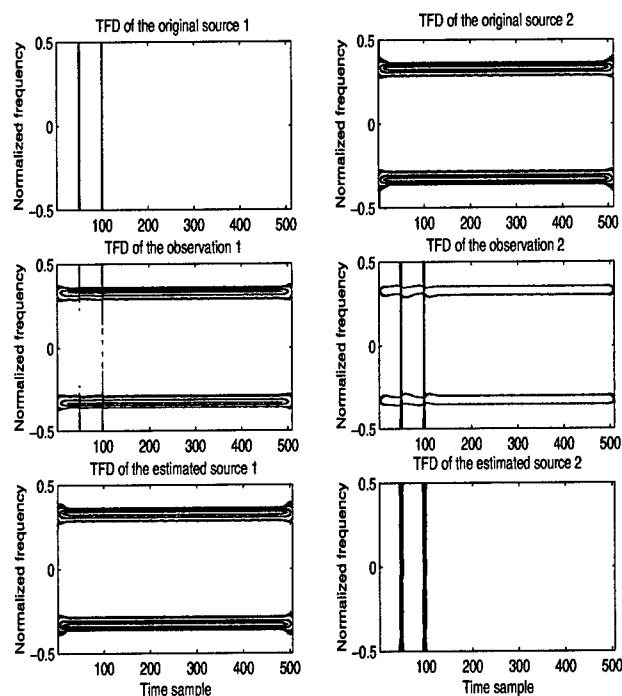 TFD of the original source 1
Normalized frequency
0.5
0
−0.5
100 200 300 400 500
TFD of the original source 2
Normalized frequency
0.5
0
−0.5
100 200 300 400 500
TFD of the observation 1
Normalized frequency
0.5
0
−0.5
100 200 300 400 500
TFD of the observation 2
Normalized frequency
0.5
0
−0.5
100 200 300 400 500
TFD of the estimated source 1
Normalized frequency
0.5
0
−0.5
100 200 300 400 500
Time sample
TFD of the estimated source 2
Normalized frequency
0.5
0
−0.5
100 200 300 400 500
Time sample